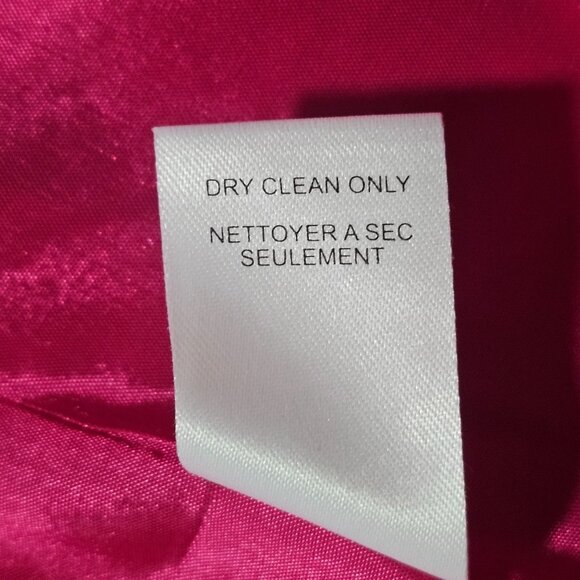 DRY CLEAN ONLY
NETTOYER A SEC
SEULEMENT